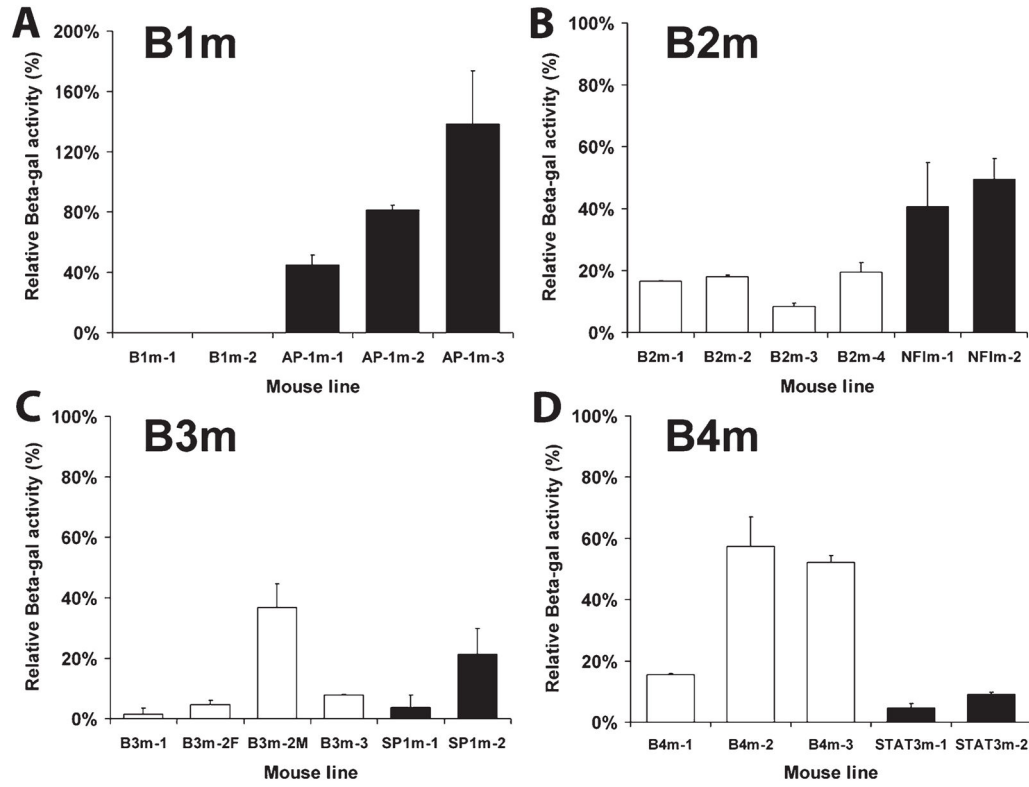 A
B1m
Relative Beta-gal activity (%)
200%
160%
120%
80%
40%
0%
B1m-1 B1m-2 AP-1m-1 AP-1m-2 AP-1m-3
Mouse line
B
B2m
Relative Beta-gal activity (%)
100%
80%
60%
40%
20%
0%
B2m-1 B2m-2 B2m-3 B2m-4 NFIm-1 NFIm-2
Mouse line
C
B3m
Relative Beta-gal activity (%)
100%
80%
60%
40%
20%
0%
B3m-1 B3m-2F B3m-2M B3m-3 SP1m-1 SP1m-2
Mouse line
D
B4m
Relative Beta-gal activity (%)
100%
80%
60%
40%
20%
0%
B4m-1 B4m-2 B4m-3 STAT3m-1 STAT3m-2
Mouse line